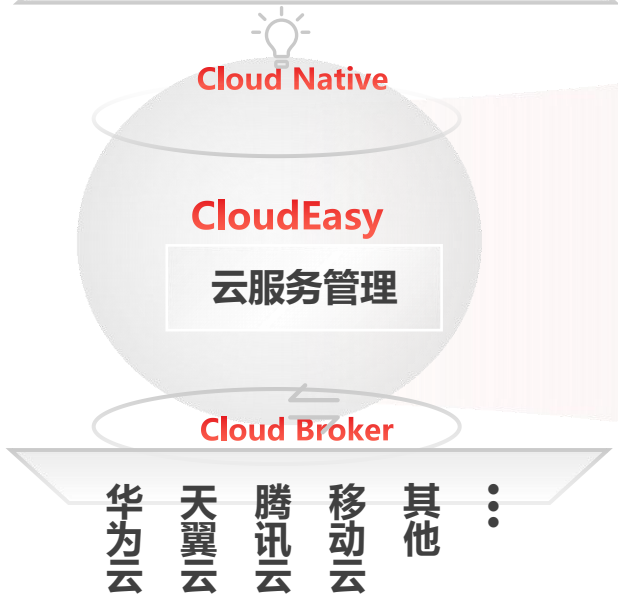 Cloud Native
CloudEasy
云服务管理
Cloud Broker
华为云
天翼云
腾讯云
移动云
其他
⋮